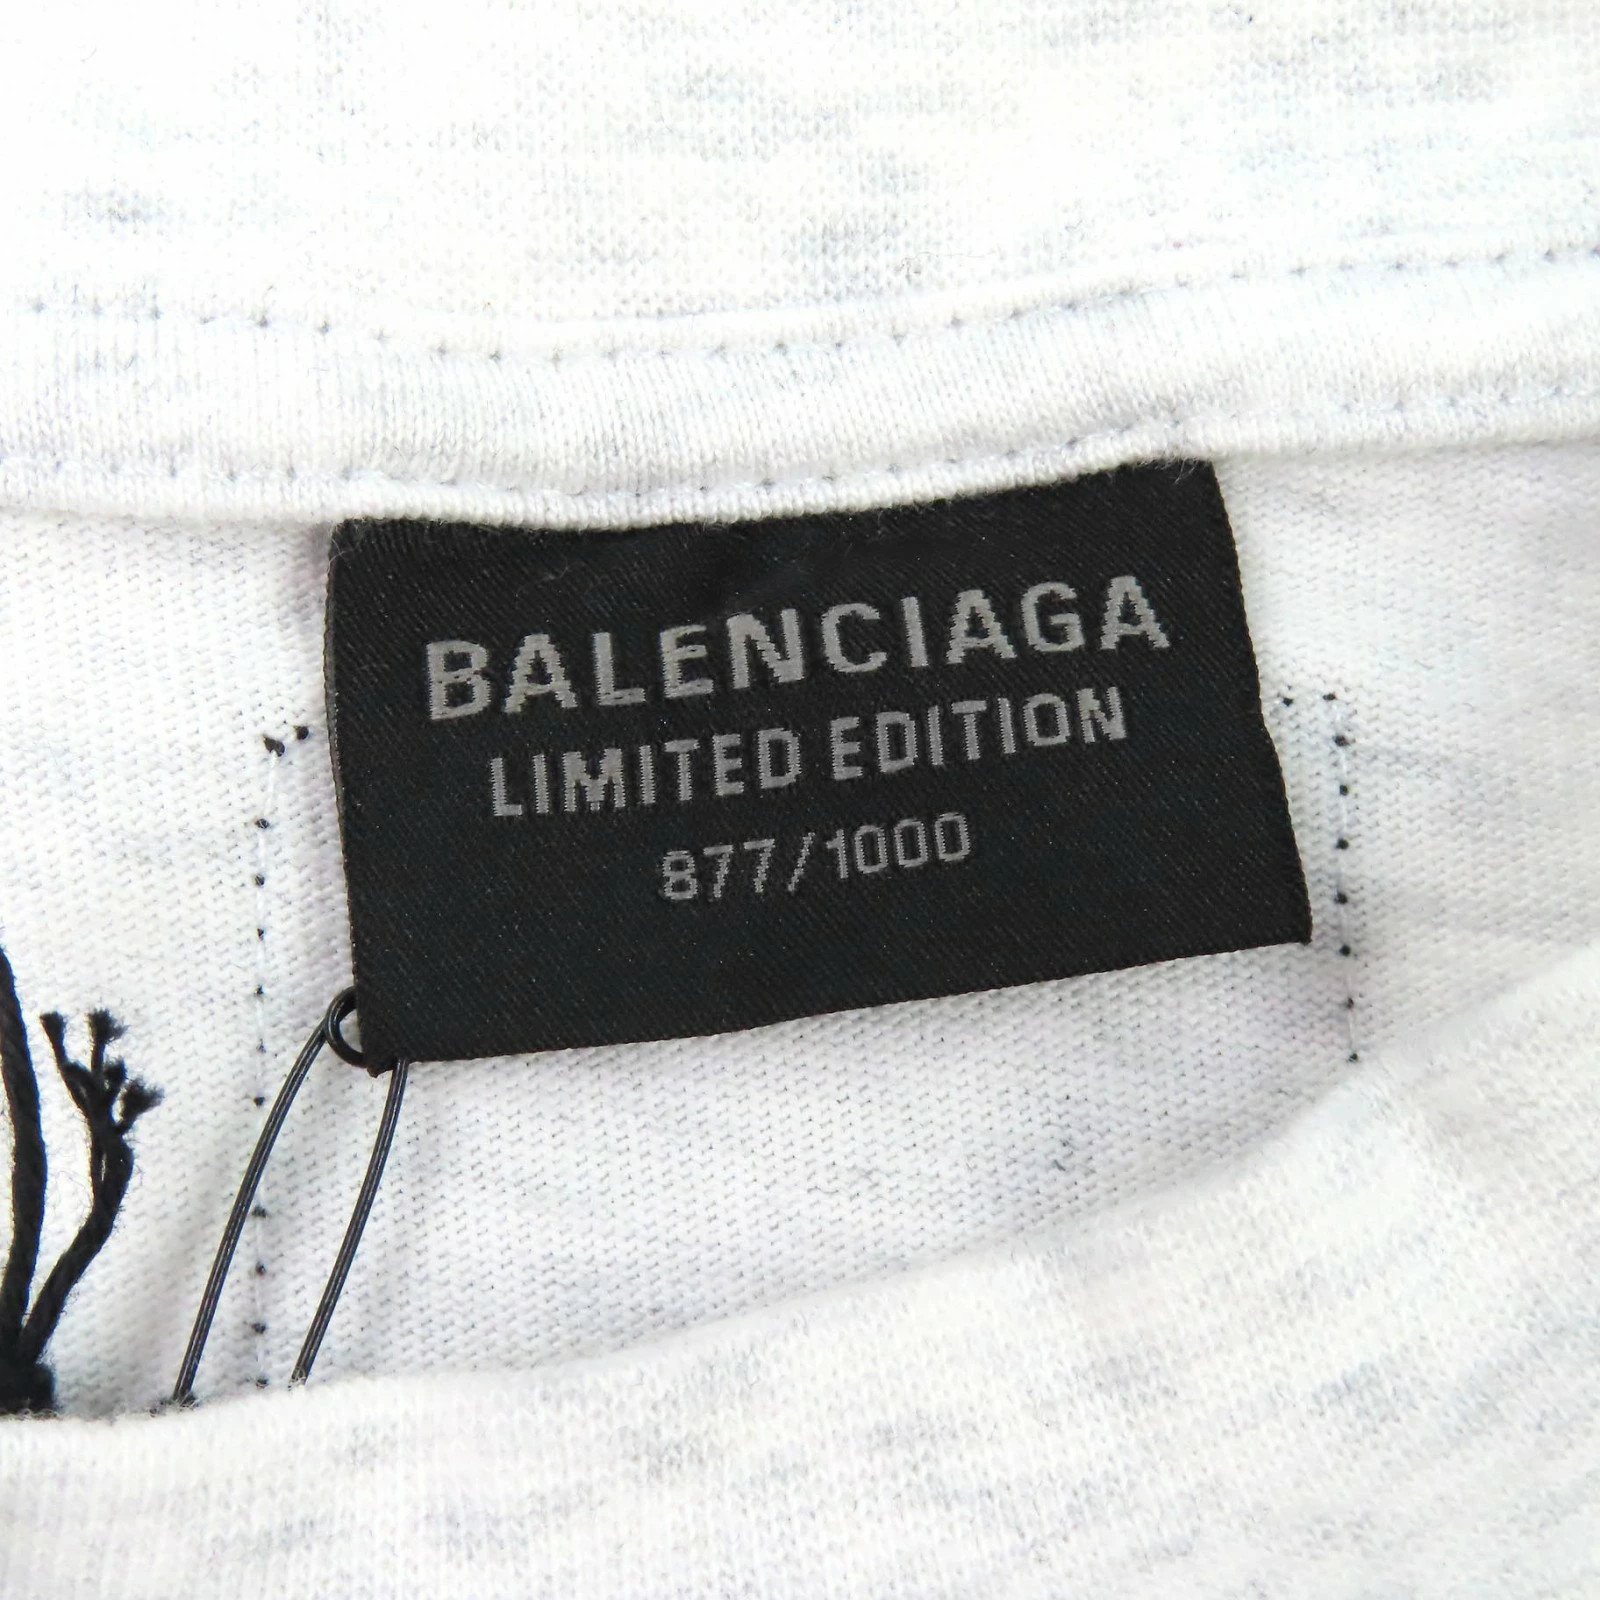 BALENCIAGA
LIMITED EDITION
877/1000